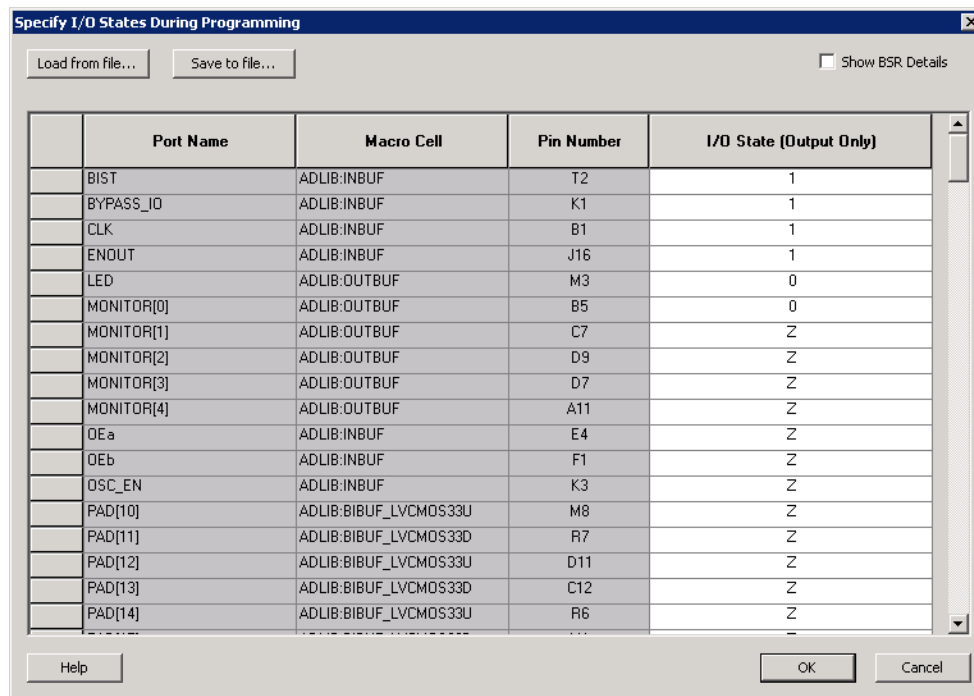 Specify I/O States During Programming
Load from file... Save to file... Show BSR Details
Port Name Macro Cell Pin Number I/O State (Output Only)
BIST ADLIB:INBUF T2 1
BYPASS_IO ADLIB:INBUF K1 1
CLK ADLIB:INBUF B1 1
ENOUT ADLIB:INBUF J16 1
LED ADLIB:OUTBUF M3 0
MONITOR[0] ADLIB:OUTBUF B5 0
MONITOR[1] ADLIB:OUTBUF C7 Z
MONITOR[2] ADLIB:OUTBUF D9 Z
MONITOR[3] ADLIB:OUTBUF D7 Z
MONITOR[4] ADLIB:OUTBUF A11 Z
OEa ADLIB:INBUF E4 Z
OEb ADLIB:INBUF F1 Z
OSC_EN ADLIB:INBUF K3 Z
PAD[10] ADLIB:BIBUF_LVCMOS33U M8 Z
PAD[11] ADLIB:BIBUF_LVCMOS33D R7 Z
PAD[12] ADLIB:BIBUF_LVCMOS33U D11 Z
PAD[13] ADLIB:BIBUF_LVCMOS33D C12 Z
PAD[14] ADLIB:BIBUF_LVCMOS33U R6 Z
Help OK Cancel